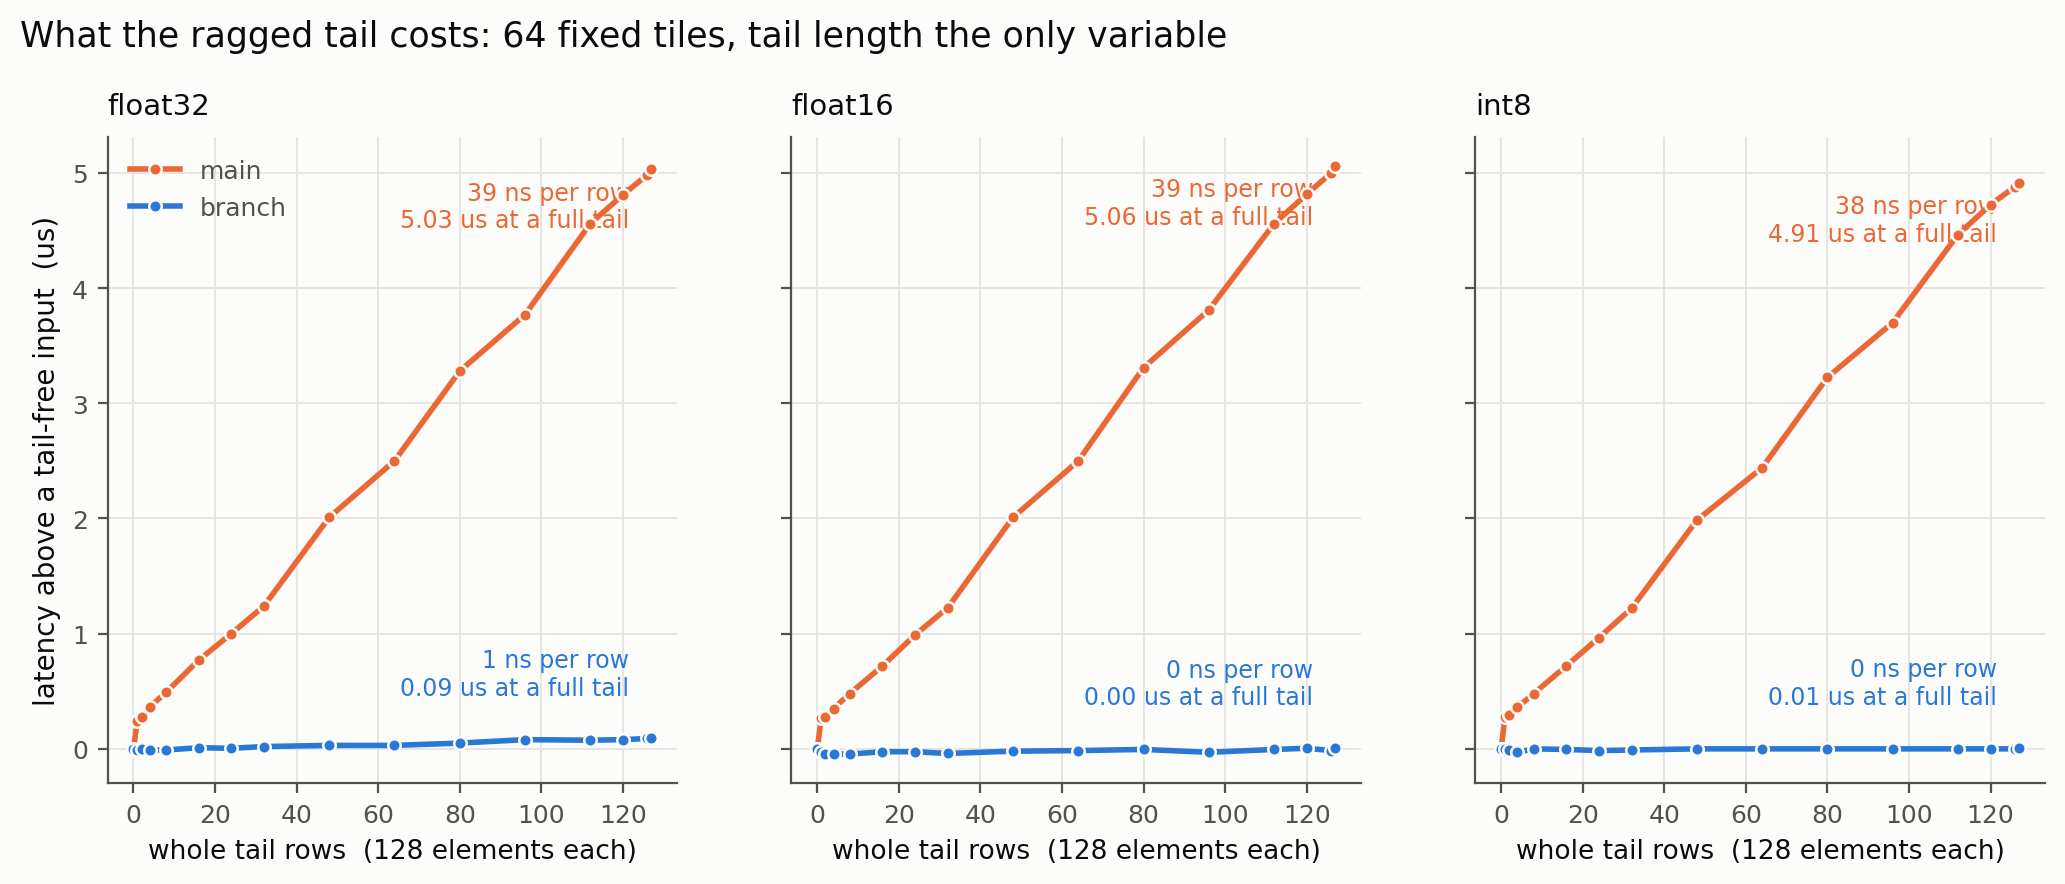 What the ragged tail costs: 64 fixed tiles, tail length the only variable
float32
float16
int8
latency above a tail-free input  (us)
5
4
3
2
1
0
main
branch
39 ns per row
5.03 us at a full tail
1 ns per row
0.09 us at a full tail
0 20 40 60 80 100 120
whole tail rows  (128 elements each)
39 ns per row
5.06 us at a full tail
0 ns per row
0.00 us at a full tail
0 20 40 60 80 100 120
whole tail rows  (128 elements each)
38 ns per row
4.91 us at a full tail
0 ns per row
0.01 us at a full tail
0 20 40 60 80 100 120
whole tail rows  (128 elements each)